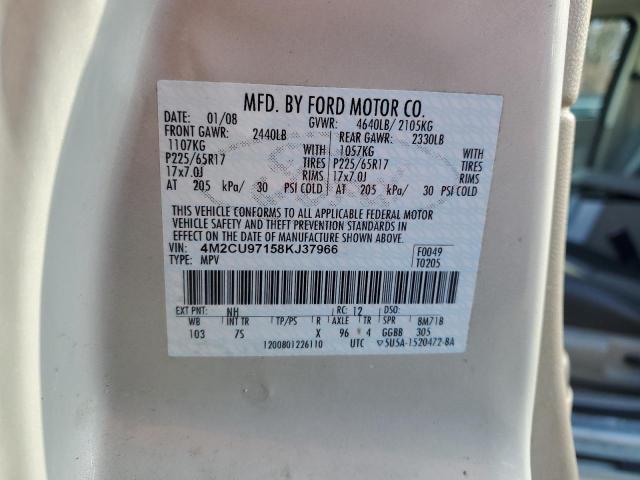 MFD. BY FORD MOTOR CO.
DATE: 01/08 GVWR: 4640LB/ 2105KG
FRONT GAWR: 2440LB REAR GAWR: 2330LB
1107KG WITH 1057KG WITH
P225/65R17 TIRES P225/65R17 TIRES
17x7.0J RIMS 17x7.0J RIMS
AT 205 kPa/ 30 PSI COLD AT 205 kPa/ 30 PSI COLD
THIS VEHICLE CONFORMS TO ALL APPLICABLE FEDERAL MOTOR
VEHICLE SAFETY AND THEFT PREVENTION STANDARDS IN
EFFECT ON THE DATE OF MANUFACTURE SHOWN ABOVE.
VIN: 4M2CU97158KJ37966 F0049
TYPE: MPV T0205
EXT PNT: NH RC: 12 DSO:
WB INT TR TP/PS R AXLE TR SPR BM71B
103 7S X 96 4 GGBB 305
1200801226110 UTC ▽5U5A-1520472-BA